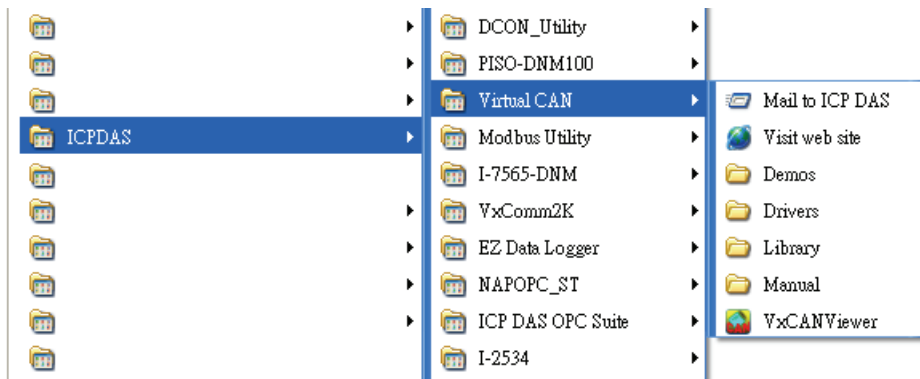 ICPDAS
DCON_Utility
PISO-DNM100
Virtual CAN
Modbus Utility
I-7565-DNM
VxComm2K
EZ Data Logger
NAPOPC_ST
ICP DAS OPC Suite
I-2534
Mail to ICP DAS
Visit web site
Demos
Drivers
Library
Manual
VxCANViewer